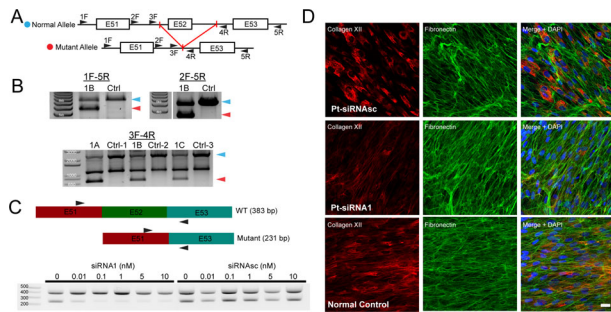 A
1F
E51
2F
3F
E52
E53
Normal Allele
4R
5R
Mutant Allele
1F
E51
2F
3F
E53
4R
5R
B
1F-5R
2F-5R
1B Ctrl
1B Ctrl
3F-4R
1A Ctrl-1 1B Ctrl-2 1C Ctrl-3
C
E51 E52 E53 WT (383 bp)
E51 E53 Mutant (231 bp)
siRNA1 (nM) siRNAsc (nM)
0 0.01 0.1 1 5 10 0 0.01 0.1 1 5 10
500
400
300
200
D
Collagen XII Fibronectin Merge + DAPI
Pt-siRNAsc
Collagen XII Fibronectin Merge + DAPI
Pt-siRNA1
Collagen XII Fibronectin Merge + DAPI
Normal Control